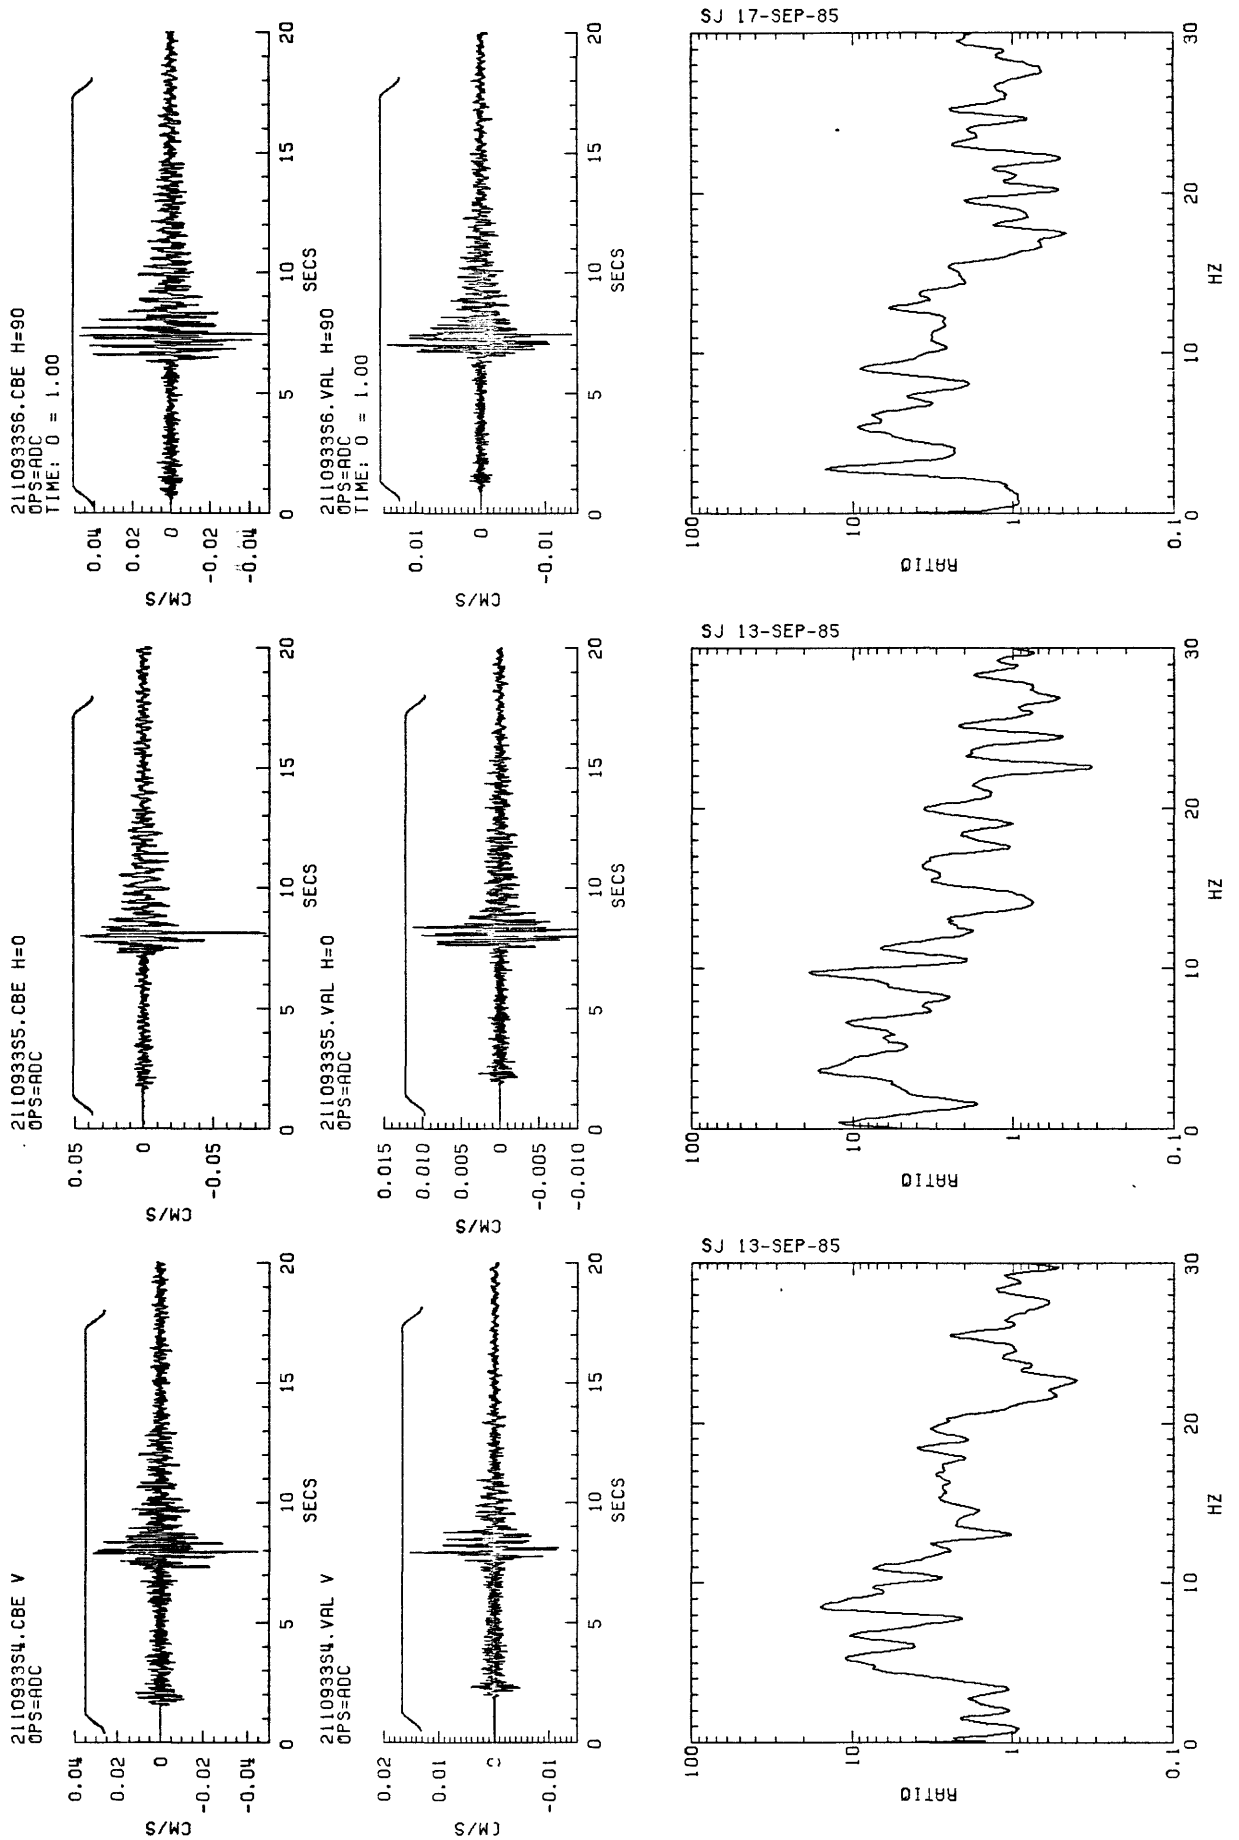 2110933S4.CBE V
OPS=ADC
0.04
0.02
0
-0.02
-0.04
CM/S
0 5 10 15 20
SECS
2110933S4.VAL V
OPS=ADC
0.02
0.01
0
-0.01
CM/S
0 5 10 15 20
SECS
SJ 13-SEP-85
100
10
1
0.1
RATIO
0 10 20 30
HZ
2110933S5.CBE H=0
OPS=ADC
0.05
0
-0.05
CM/S
0 5 10 15 20
SECS
2110933S5.VAL H=0
OPS=ADC
0.015
0.010
0.005
0
-0.005
-0.010
CM/S
0 5 10 15 20
SECS
SJ 13-SEP-85
100
10
1
0.1
RATIO
0 10 20 30
HZ
2110933S6.CBE H=90
OPS=ADC
TIME: 0 = 1.00
0.04
0.02
0
-0.02
-0.04
CM/S
0 5 10 15 20
SECS
2110933S6.VAL H=90
OPS=ADC
TIME: 0 = 1.00
0.01
0
-0.01
CM/S
0 5 10 15 20
SECS
SJ 17-SEP-85
100
10
1
0.1
RATIO
0 10 20 30
HZ